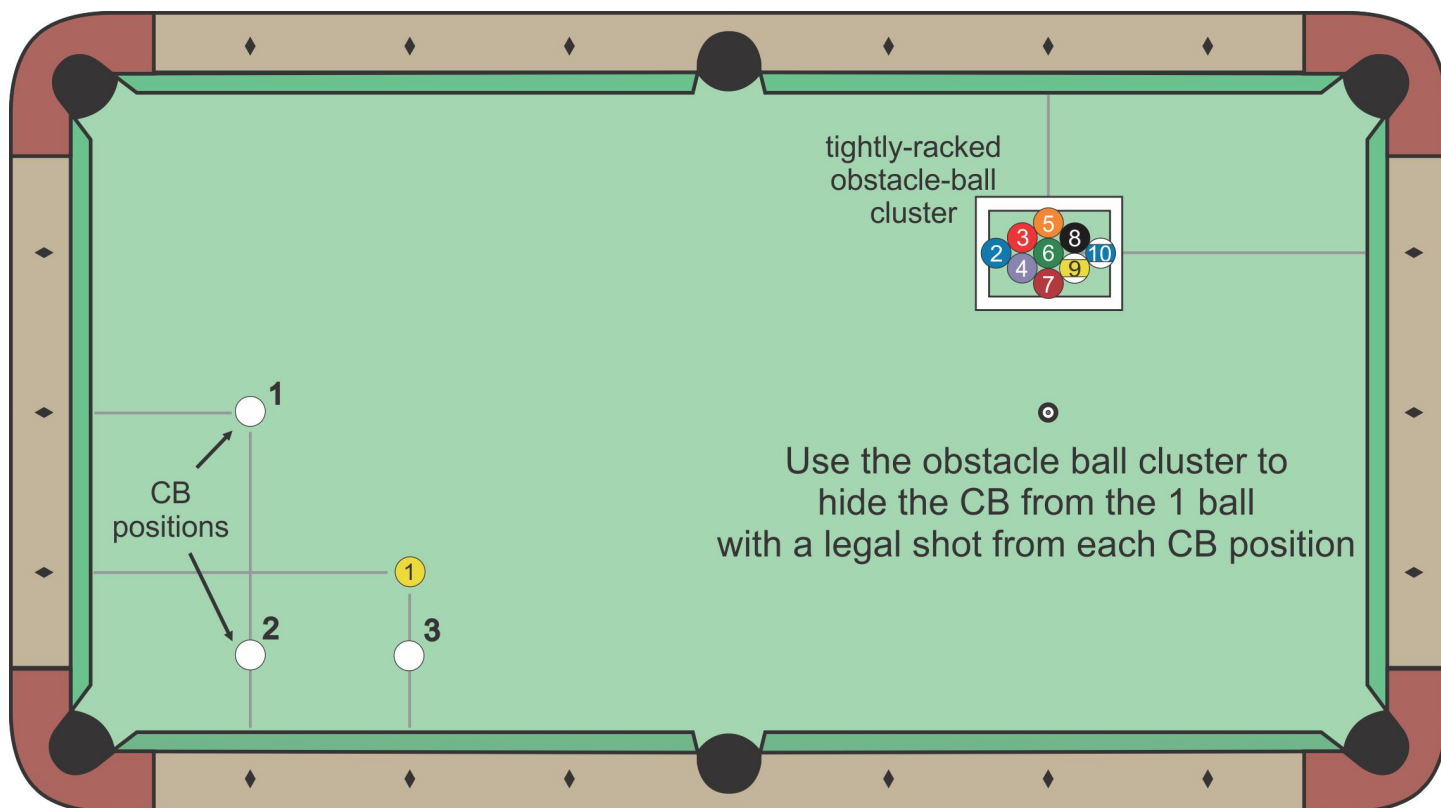 tightly-racked
obstacle-ball
cluster
5
3
8
2
6
10
4
9
7
1
CB
positions
1
2
3
Use the obstacle ball cluster to
hide the CB from the 1 ball
with a legal shot from each CB position